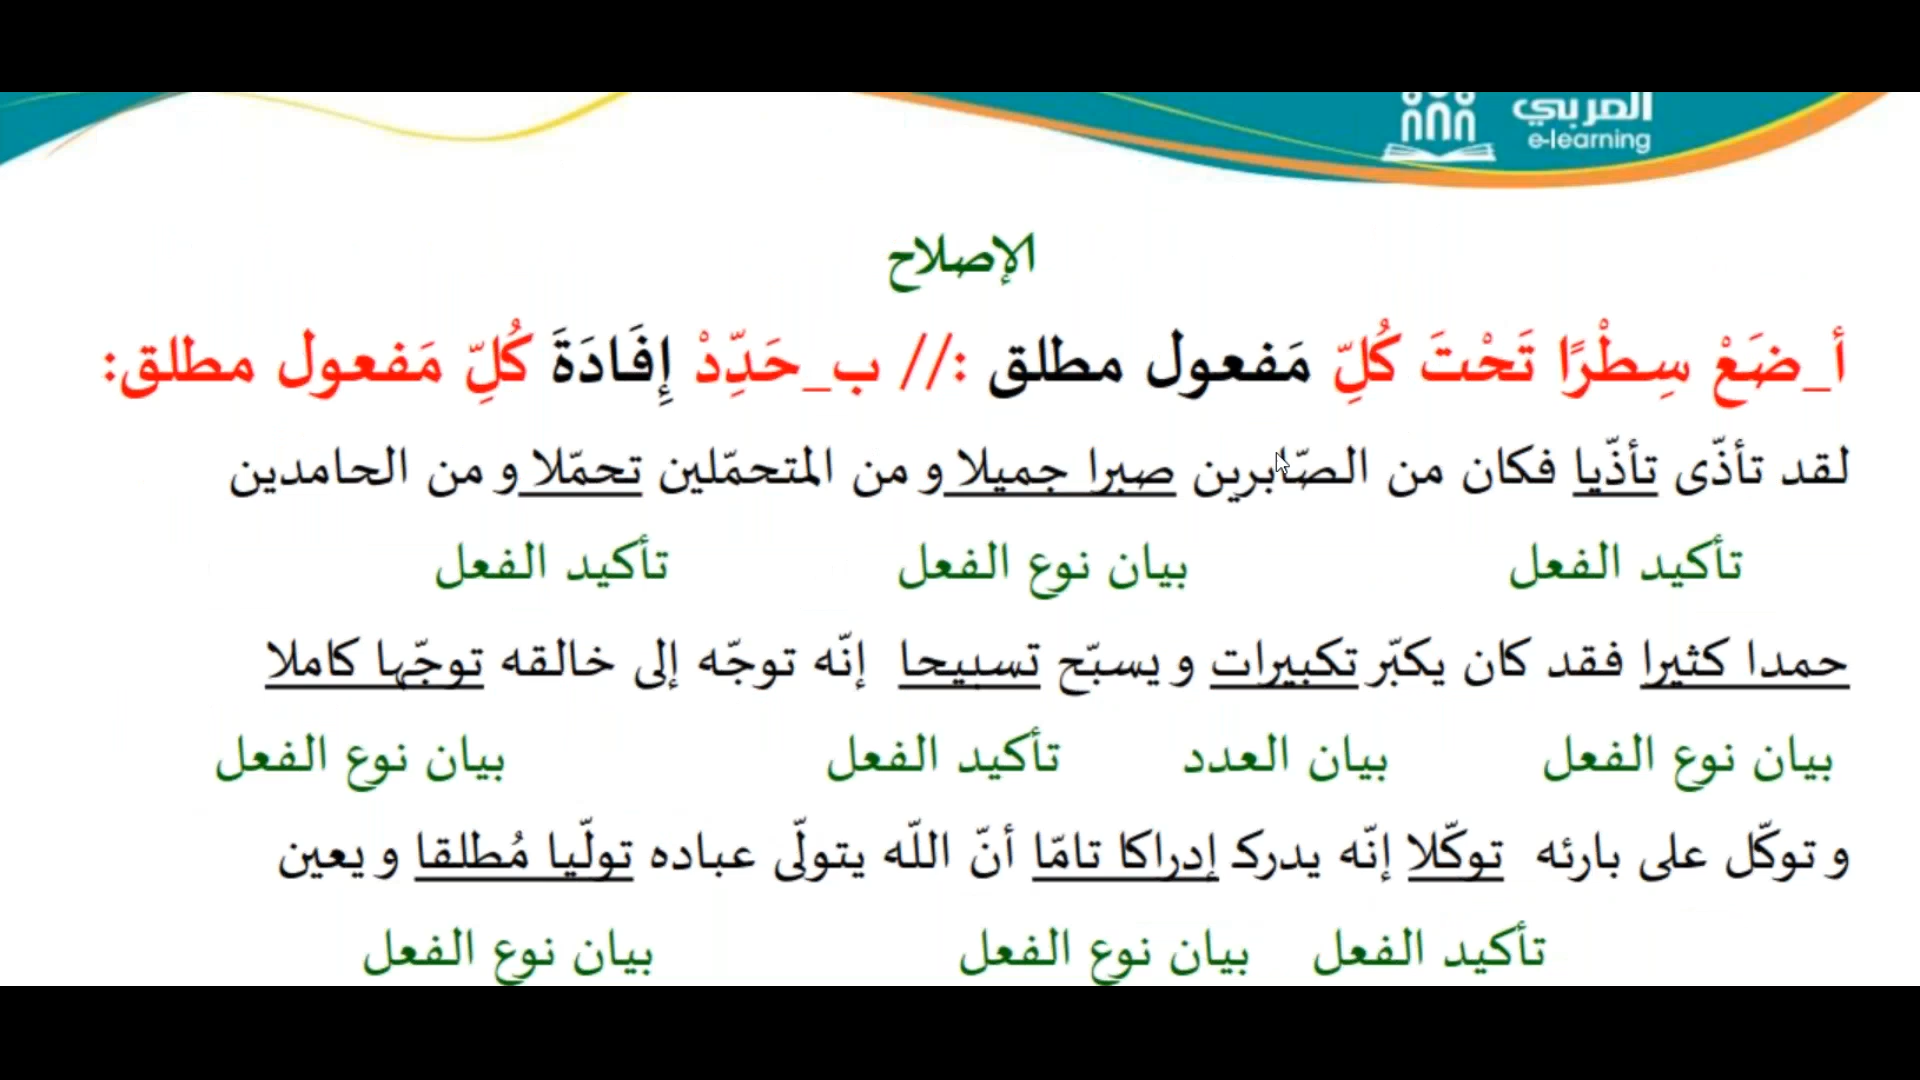 المربي
e-learning
الإصلاح
أ_ضَعْ سِطْرًا تَحْتَ كُلِّ مَفعول مطلق :// ب_حَدِّدْ إِفَادَةَ كُلِّ مَفعول مطلق:
لقد تأذّى تأذّيا فكان من الصّابرين صبرا جميلا و من المتحمّلين تحمّلا و من الحامدين
تأكيد الفعل بيان نوع الفعل تأكيد الفعل
حمدا كثيرا فقد كان يكبّر تكبيرات و يسبّح تسبيحا إنّه توجّه إلى خالقه توجّها كاملا
بيان نوع الفعل بيان العدد تأكيد الفعل بيان نوع الفعل
و توكّل على بارئه توكّلا إنّه يدرك إدراكا تامّا أنّ اللّه يتولّى عباده تولّيا مُطلقا و يعين
تأكيد الفعل بيان نوع الفعل بيان نوع الفعل